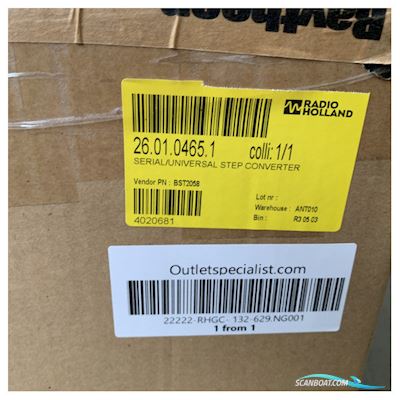 Raytheon
RADIO
HOLLAND
26.01.0465.1 colli:1/1
SERIAL/UNIVERSAL STEP CONVERTER
Vendor PN : BST2058
Lot nr :
Warehouse : ANT010
4020681
Bin : R3 05 03
Outletspecialist.com
22222-RHGC- 132-629.NG001
1 from 1
SCANBOAT.COM